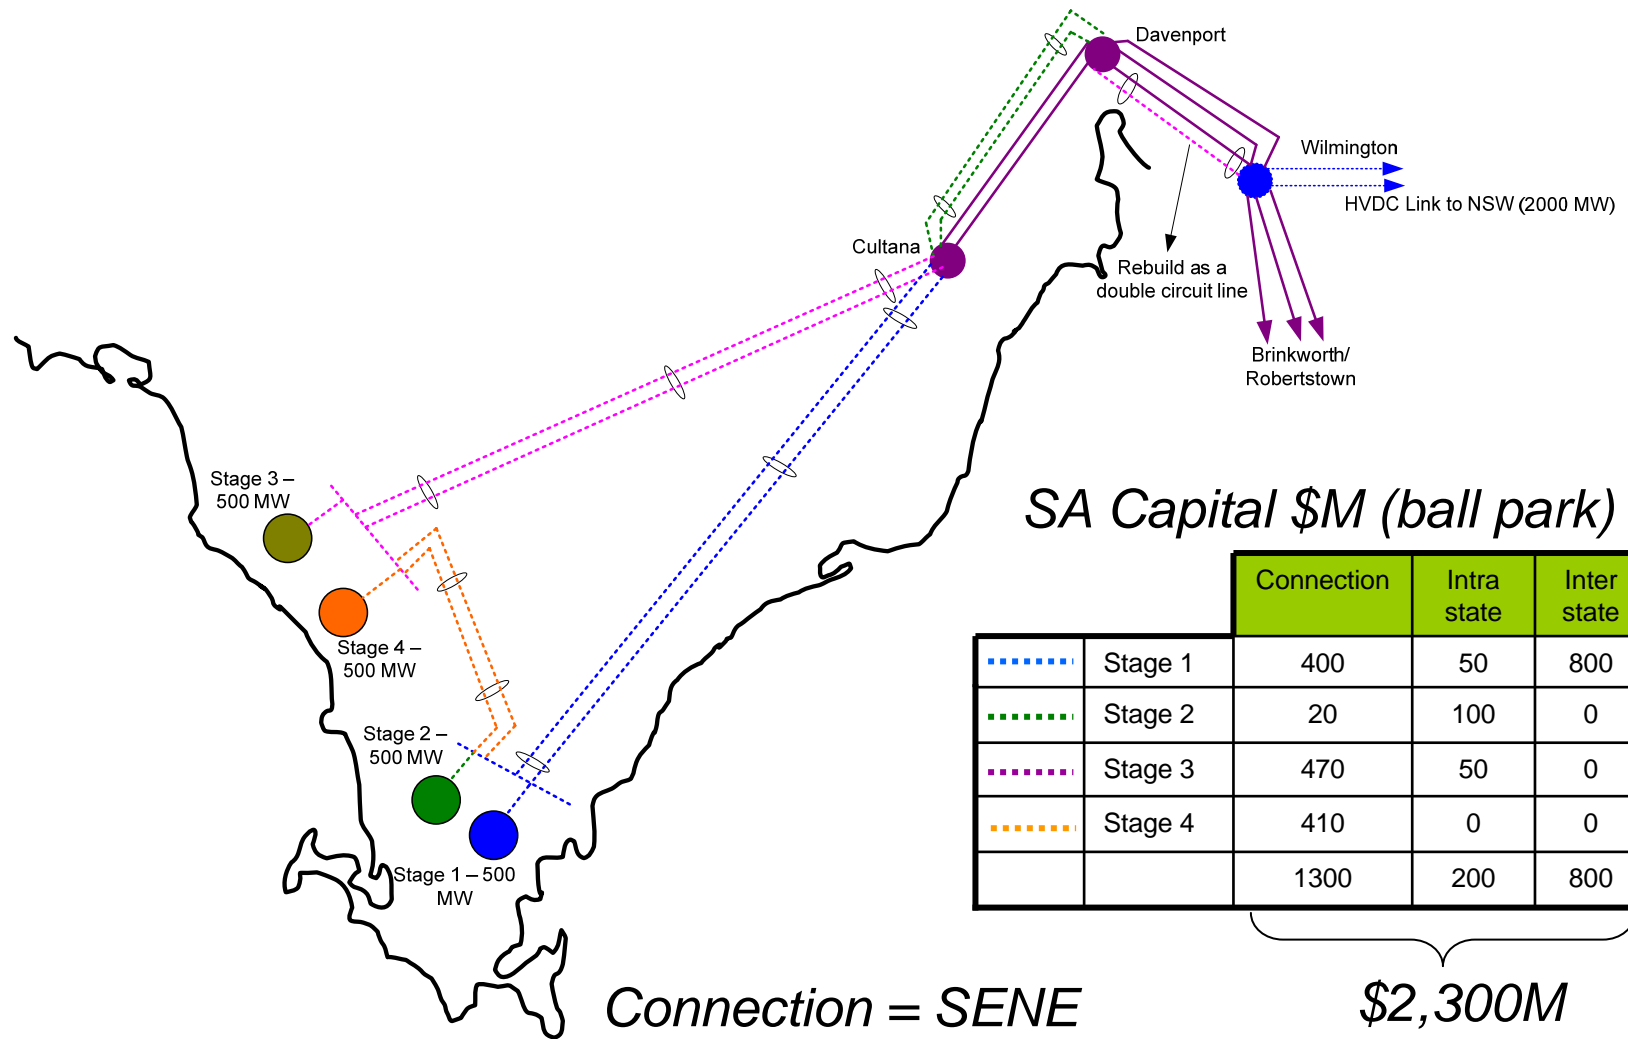 Davenport
Wilmington
HVDC Link to NSW (2000 MW)
Cultana
Rebuild as a
double circuit line
Brinkworth/
Robertstown
Stage 3 –
500 MW
Stage 4 –
500 MW
Stage 2 –
500 MW
Stage 1 – 500
MW
SA Capital $M (ball park)
Connection Intra Inter
state state
Stage 1 400 50 800
Stage 2 20 100 0
Stage 3 470 50 0
Stage 4 410 0 0
1300 200 800
Connection = SENE
$2,300M